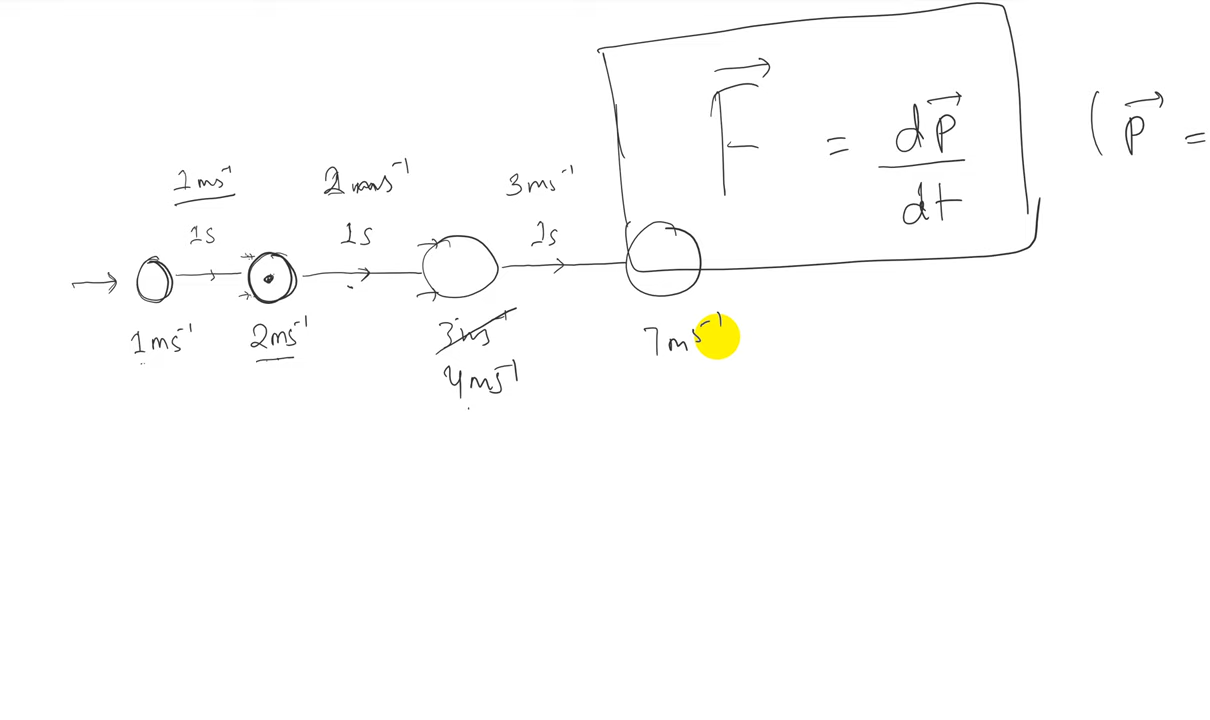 F⃗ = dp⃗/dt
(p⃗ =
1ms⁻¹ 2ms⁻¹ 3ms⁻¹
1s 1s 1s
1ms⁻¹ 2ms⁻¹ 3ms⁻¹ 7ms⁻¹
4ms⁻¹